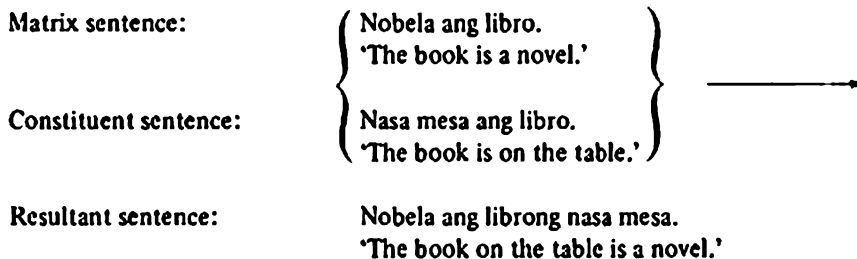 Matrix sentence: Nobela ang libro.
'The book is a novel.'
Constituent sentence: Nasa mesa ang libro.
'The book is on the table.'
Resultant sentence: Nobela ang librong nasa mesa.
'The book on the table is a novel.'